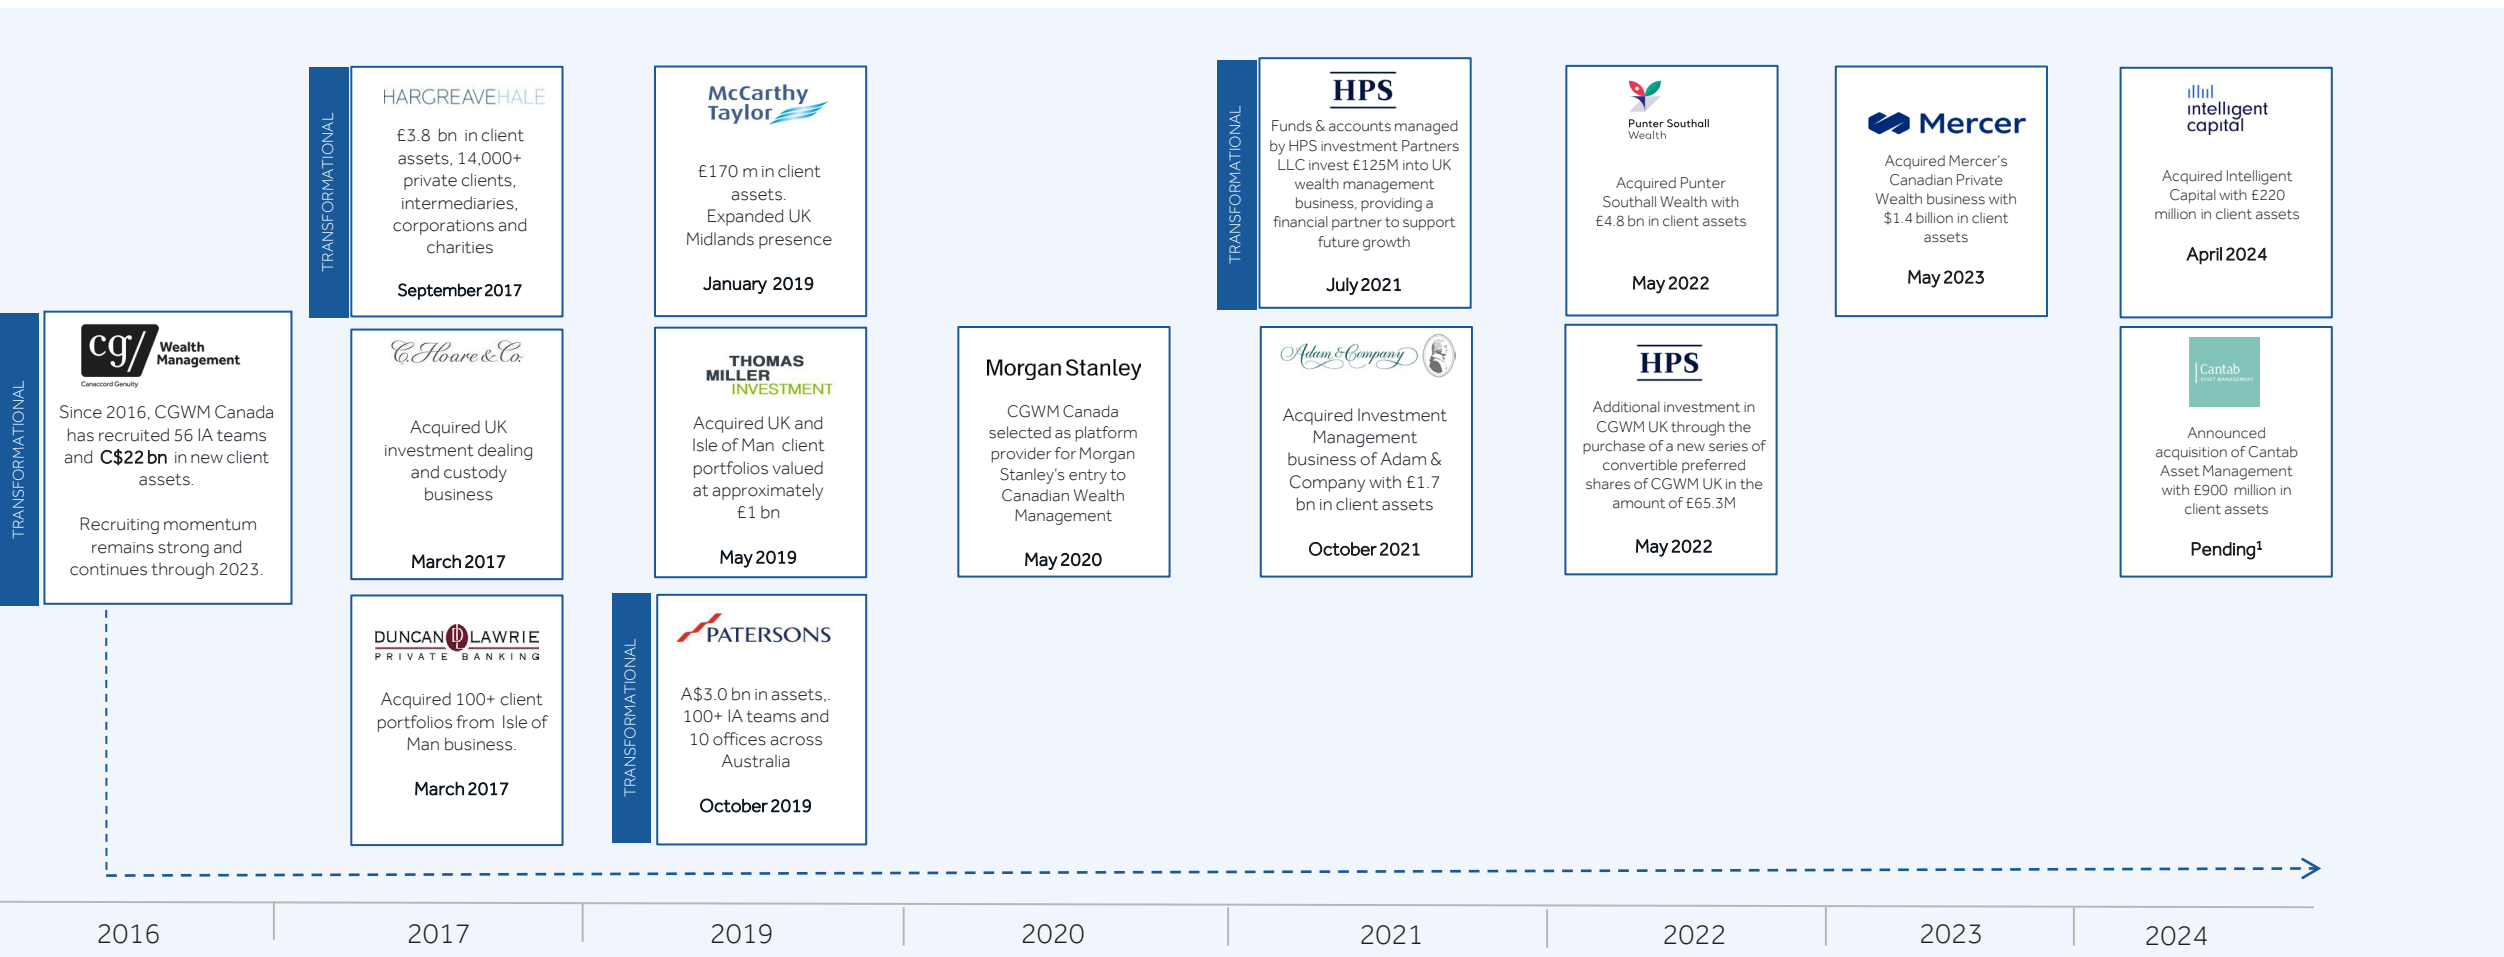 TRANSFORMATIONAL
cg/ Wealth
Management
Canaccord Genuity
Since 2016, CGWM Canada
has recruited 56 IA teams
and C$22 bn in new client
assets.
Recruiting momentum
remains strong and
continues through 2023.
TRANSFORMATIONAL
HARGREAVEHALE
£3.8 bn in client
assets, 14,000+
private clients,
intermediaries,
corporations and
charities
September 2017
C. Hoare & Co.
Acquired UK
investment dealing
and custody
business
March 2017
DUNCAN DL LAWRIE
PRIVATE BANKING
Acquired 100+ client
portfolios from Isle of
Man business.
March 2017
McCarthy
Taylor
£170 m in client
assets.
Expanded UK
Midlands presence
January 2019
THOMAS
MILLER
INVESTMENT
Acquired UK and
Isle of Man client
portfolios valued
at approximately
£1 bn
May 2019
TRANSFORMATIONAL
PATERSONS
A$3.0 bn in assets,.
100+ IA teams and
10 offices across
Australia
October 2019
Morgan Stanley
CGWM Canada
selected as platform
provider for Morgan
Stanley's entry to
Canadian Wealth
Management
May 2020
TRANSFORMATIONAL
HPS
Funds & accounts managed
by HPS investment Partners
LLC invest £125M into UK
wealth management
business, providing a
financial partner to support
future growth
July 2021
Adam & Company
Acquired Investment
Management
business of Adam &
Company with £1.7
bn in client assets
October 2021
Punter Southall
Wealth
Acquired Punter
Southall Wealth with
£4.8 bn in client assets
May 2022
HPS
Additional investment in
CGWM UK through the
purchase of a new series of
convertible preferred
shares of CGWM UK in the
amount of £65.3M
May 2022
Mercer
Acquired Mercer's
Canadian Private
Wealth business with
$1.4 billion in client
assets
May 2023
intelligent
capital
Acquired Intelligent
Capital with £220
million in client assets
April 2024
Cantab
ASSET MANAGEMENT
Announced
acquisition of Cantab
Asset Management
with £900 million in
client assets
Pending¹
2016
2017
2019
2020
2021
2022
2023
2024